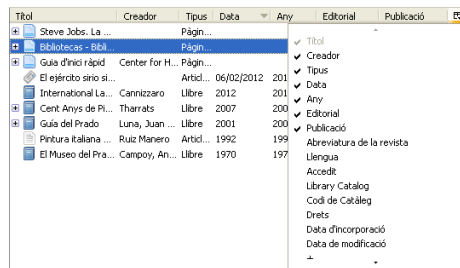 Títol Creador Tipus Data Any Editorial Publicació
Steve Jobs. La ... Pàgin...
Bibliotecas - Bibli... Pàgin...
Guia d'inici ràpid Center for H... Pàgin...
El ejército sirio si... Articl... 06/02/2012 201
International La... Cannizzaro Llibre 2012 201
Cent Anys de Pi... Tharrats Llibre 2007 200
Guía del Prado Luna, Juan ... Llibre 2001 200
Pintura italiana ... Ruiz Manero Articl... 1992 199
El Museo del Pra... Campoy, An... Llibre 1970 197
Títol
Creador
Tipus
Data
Any
Editorial
Publicació
Abreviatura de la revista
Llengua
Accedit
Library Catalog
Codi de Catàleg
Drets
Data d'incorporació
Data de modificació